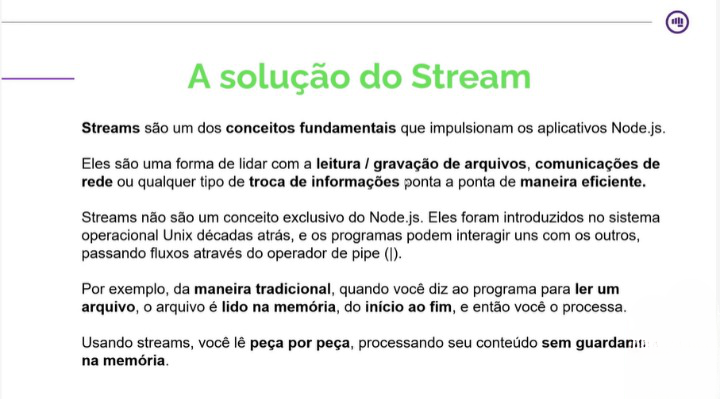 A solução do Stream
Streams são um dos conceitos fundamentais que impulsionam os aplicativos Node.js.
Eles são uma forma de lidar com a leitura / gravação de arquivos, comunicações de
rede ou qualquer tipo de troca de informações ponta a ponta de maneira eficiente.
Streams não são um conceito exclusivo do Node.js. Eles foram introduzidos no sistema
operacional Unix décadas atrás, e os programas podem interagir uns com os outros,
passando fluxos através do operador de pipe (|).
Por exemplo, da maneira tradicional, quando você diz ao programa para ler um
arquivo, o arquivo é lido na memória, do início ao fim, e então você o processa.
Usando streams, você lê peça por peça, processando seu conteúdo sem
na memória.